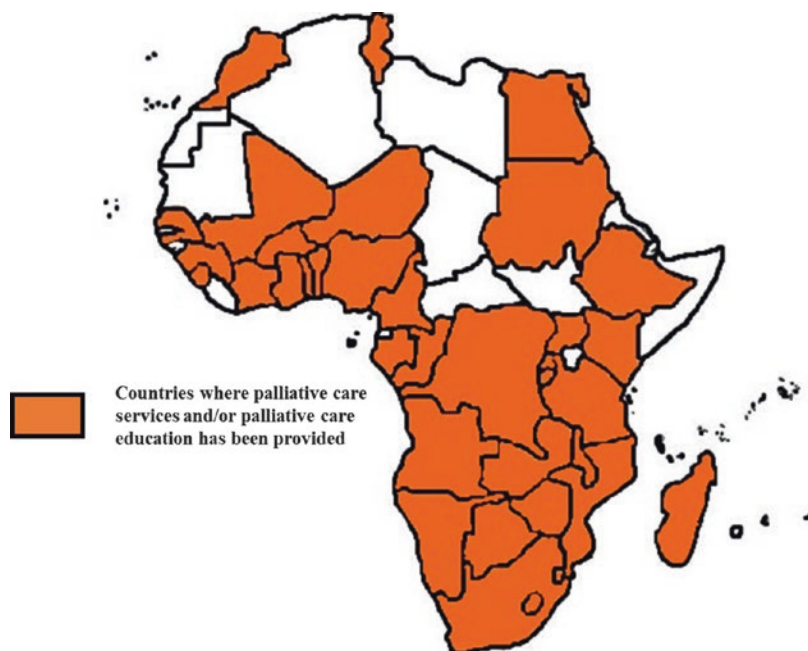 Countries where palliative care
services and/or palliative care
education has been provided